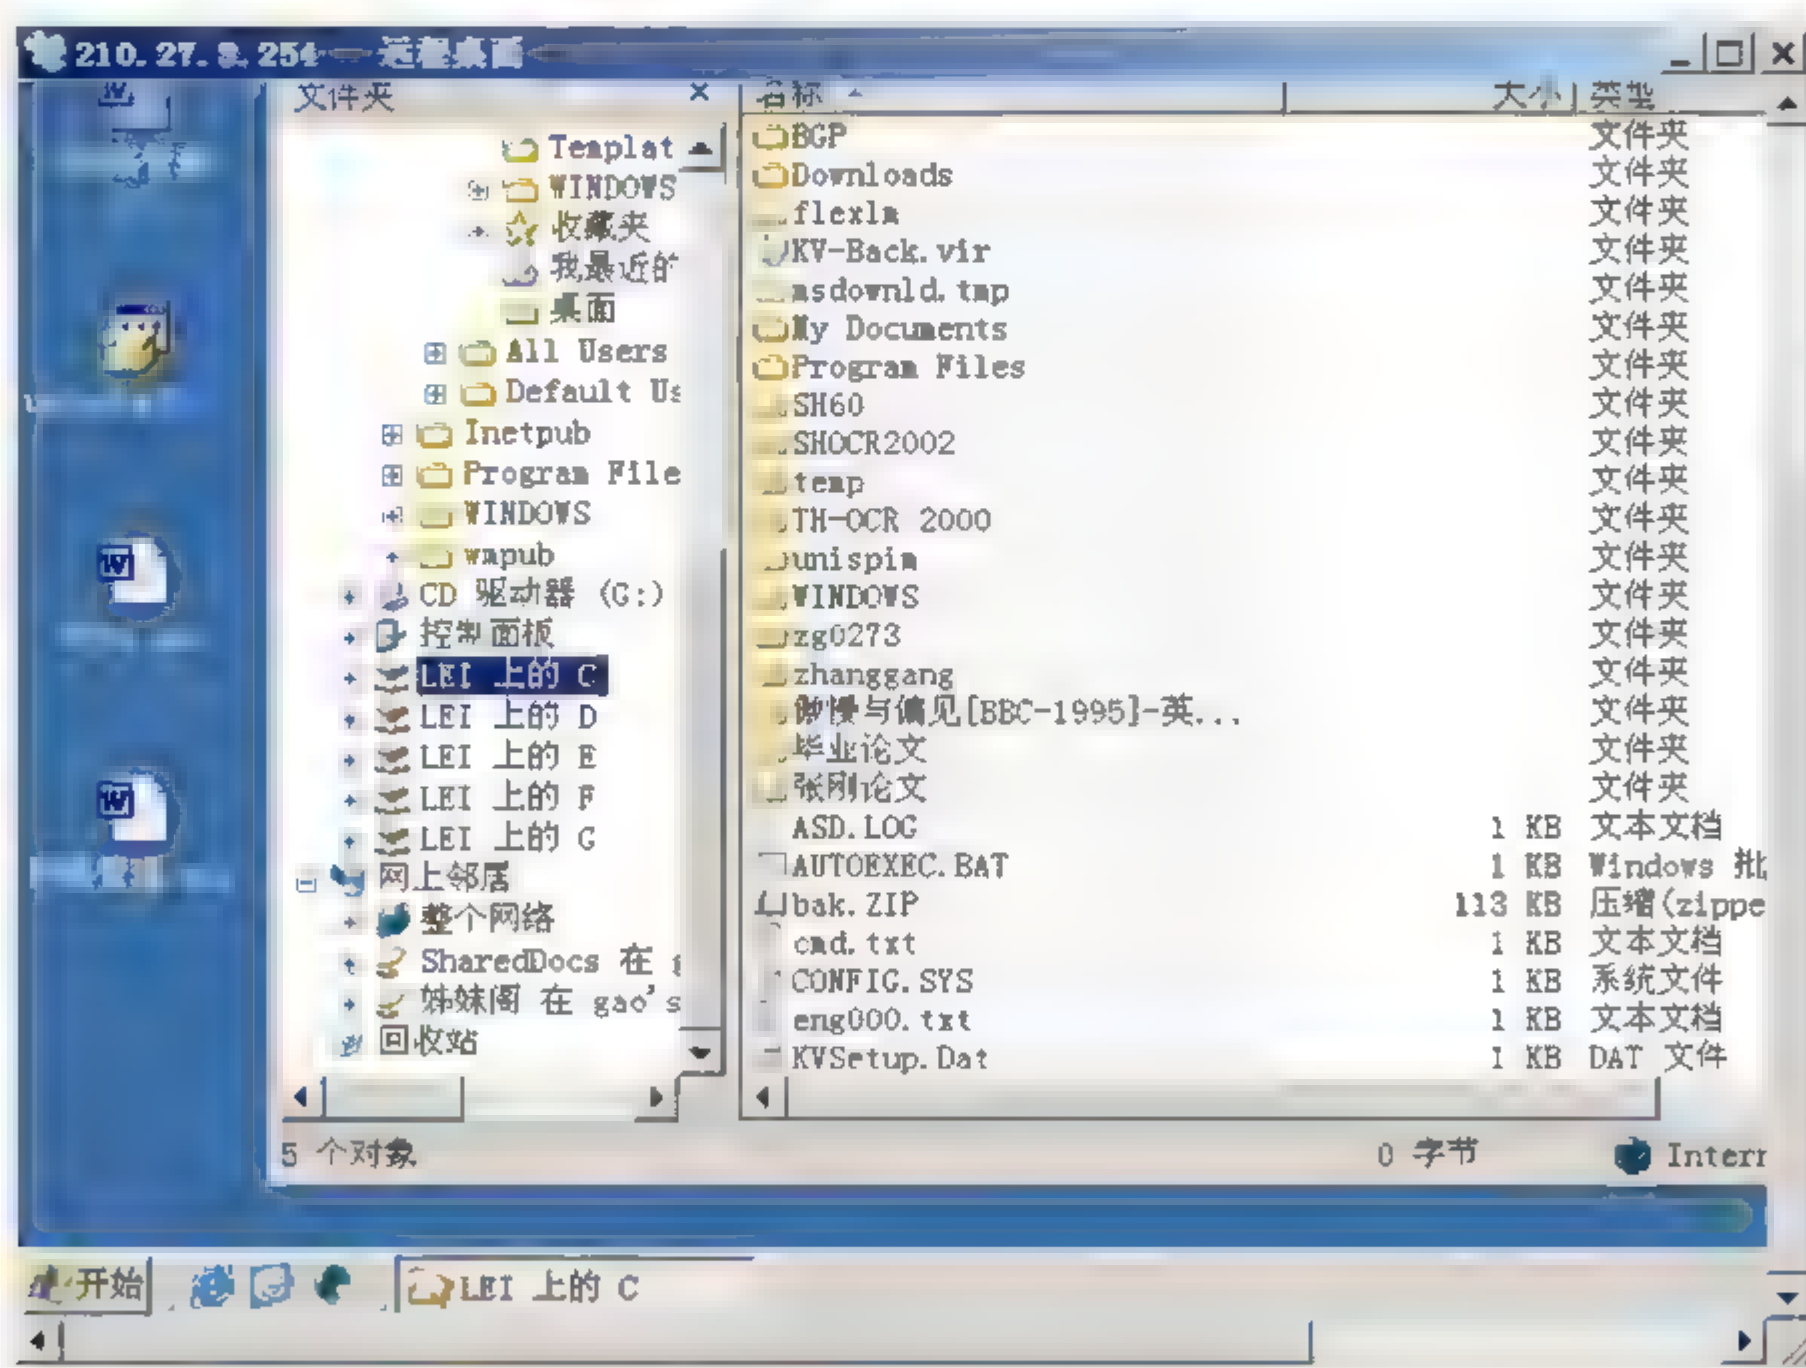 210.27.3.254 — 远程桌面
文件夹
Templat
WINDOWS
收藏夹
我最近的
桌面
All Users
Default Us
Inetpub
Program File
WINDOWS
wmpub
CD 驱动器 (G:)
控制面板
LEI 上的 C
LEI 上的 D
LEI 上的 E
LEI 上的 F
LEI 上的 G
网上邻居
整个网络
SharedDocs 在 g
姊妹阁 在 gao's
回收站
名称 大小 类型
BGP 文件夹
Downloads 文件夹
flexlm 文件夹
KV-Back.vir 文件夹
msdownld.tmp 文件夹
My Documents 文件夹
Program Files 文件夹
SH60 文件夹
SHOCR2002 文件夹
temp 文件夹
TH-OCR 2000 文件夹
unispim 文件夹
WINDOWS 文件夹
zg0273 文件夹
zhanggang 文件夹
傲慢与偏见[BBC-1995]-英... 文件夹
毕业论文 文件夹
张刚论文 文件夹
ASD.LOG 1 KB 文本文档
AUTOEXEC.BAT 1 KB Windows 批
bak.ZIP 113 KB 压缩(zippe
cmd.txt 1 KB 文本文档
CONFIG.SYS 1 KB 系统文件
eng000.txt 1 KB 文本文档
KVSetup.Dat 1 KB DAT 文件
5 个对象 0 字节 Interr
开始 LEI 上的 C